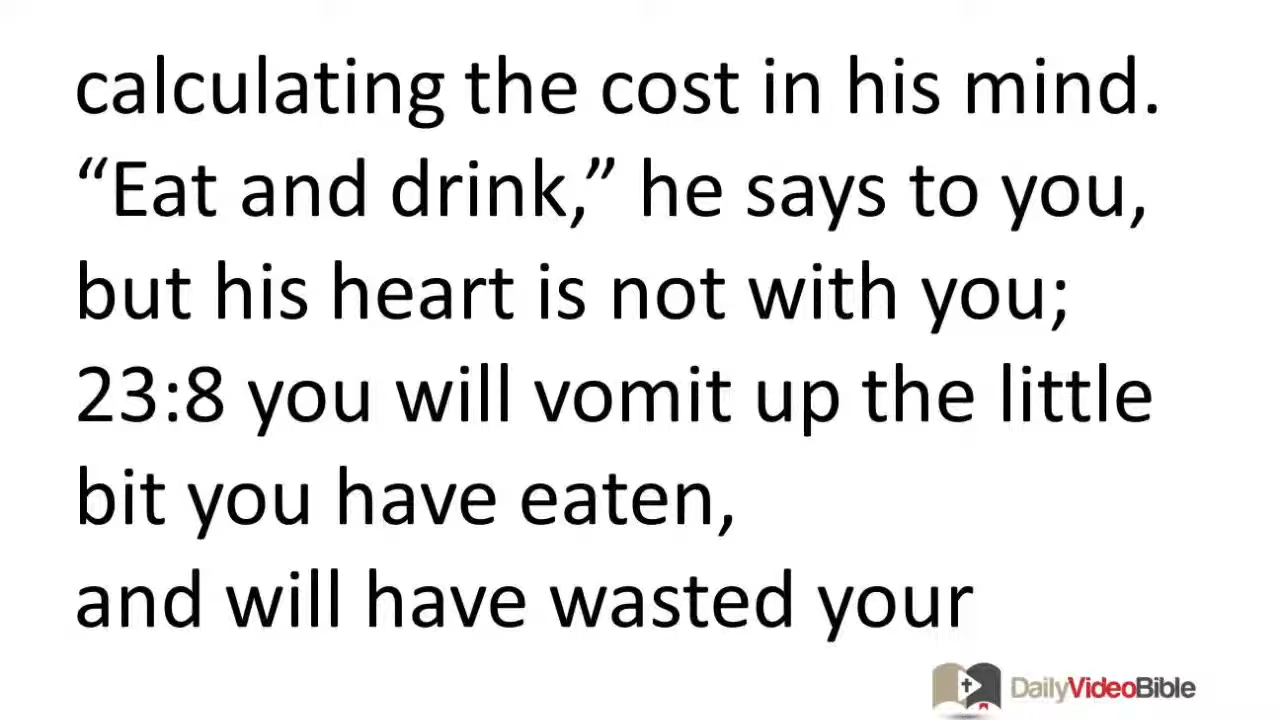 calculating the cost in his mind.
“Eat and drink,” he says to you,
but his heart is not with you;
23:8 you will vomit up the little
bit you have eaten,
and will have wasted your
DailyVideoBible